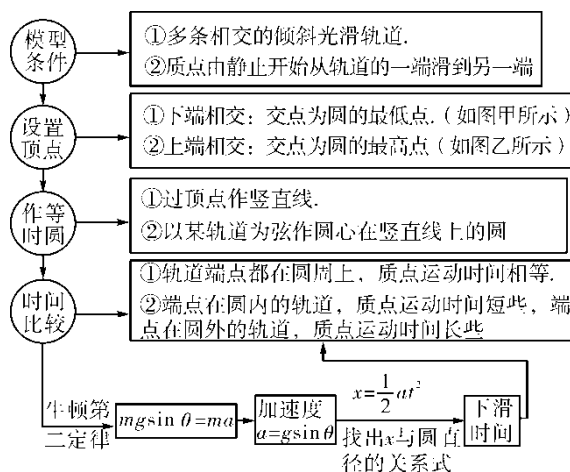 模型
条件
①多条相交的倾斜光滑轨道.
②质点由静止开始从轨道的一端滑到另一端
设置
顶点
①下端相交：交点为圆的最低点.（如图甲所示）
②上端相交：交点为圆的最高点（如图乙所示）
作等
时圆
①过顶点作竖直线.
②以某轨道为弦作圆心在竖直线上的圆
时间
比较
①轨道端点都在圆周上，质点运动时间相等.
②端点在圆内的轨道，质点运动时间短些，端
点在圆外的轨道，质点运动时间长些
牛顿第
二定律
mgsin θ=ma
加速度
a=gsinθ
x=1/2 at²
找出x与圆直
径的关系式
下滑
时间